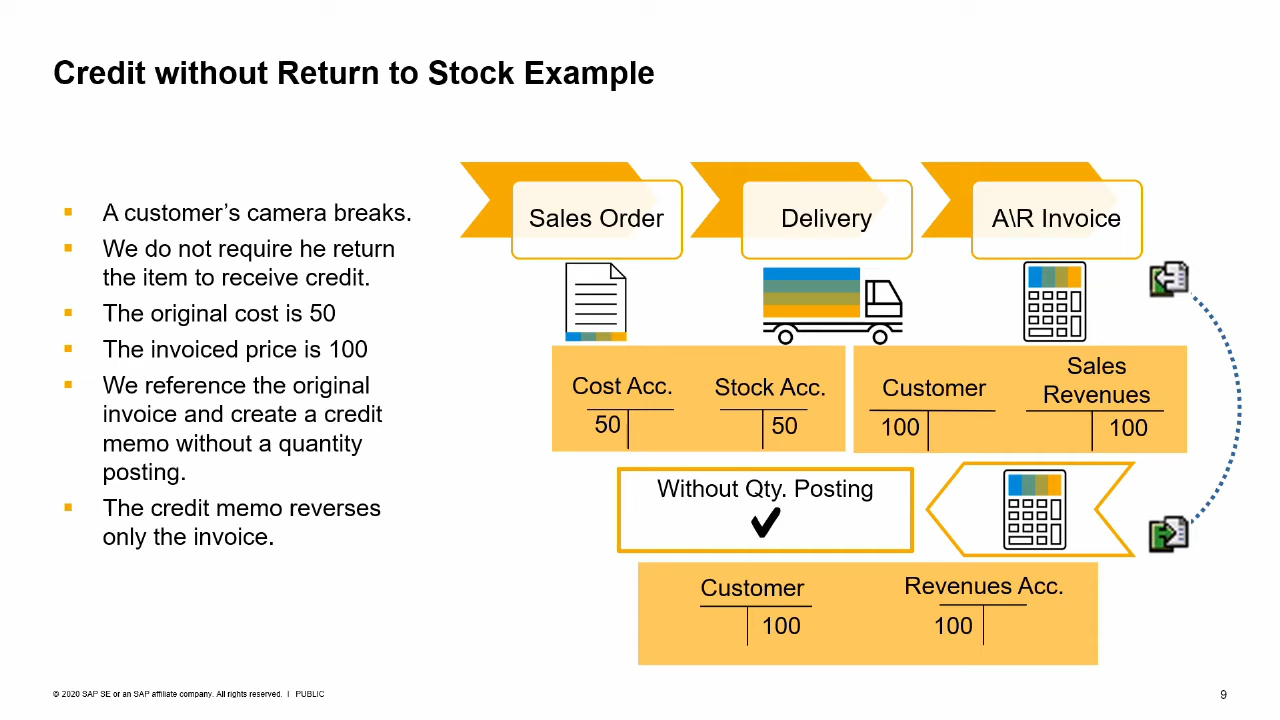 Credit without Return to Stock Example
▪ A customer’s camera breaks.
▪ We do not require he return
the item to receive credit.
▪ The original cost is 50
▪ The invoiced price is 100
▪ We reference the original
invoice and create a credit
memo without a quantity
posting.
▪ The credit memo reverses
only the invoice.
Sales Order
Delivery
A\R Invoice
Cost Acc.
50
Stock Acc.
50
Customer
100
Sales
Revenues
100
Without Qty. Posting
Customer
100
Revenues Acc.
100
© 2020 SAP SE or an SAP affiliate company. All rights reserved. I PUBLIC
9